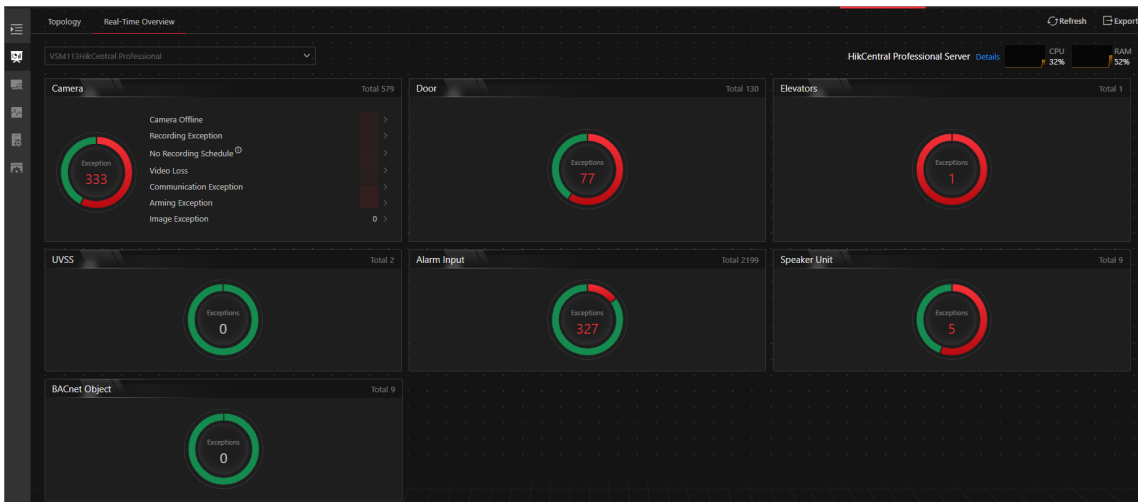 Topology Real-Time Overview Refresh Export
VSM113HikCentral Professional
HikCentral Professional Server Details CPU 32% RAM 52%
Camera Total 579
Exception
333
Camera Offline
Recording Exception
No Recording Schedule
Video Loss
Communication Exception
Arming Exception
Image Exception 0
Door Total 130
Exceptions
77
Elevators Total 1
Exceptions
1
UVSS Total 2
Exceptions
0
Alarm Input Total 2199
Exceptions
327
Speaker Unit Total 9
Exceptions
5
BACnet Object Total 9
Exceptions
0